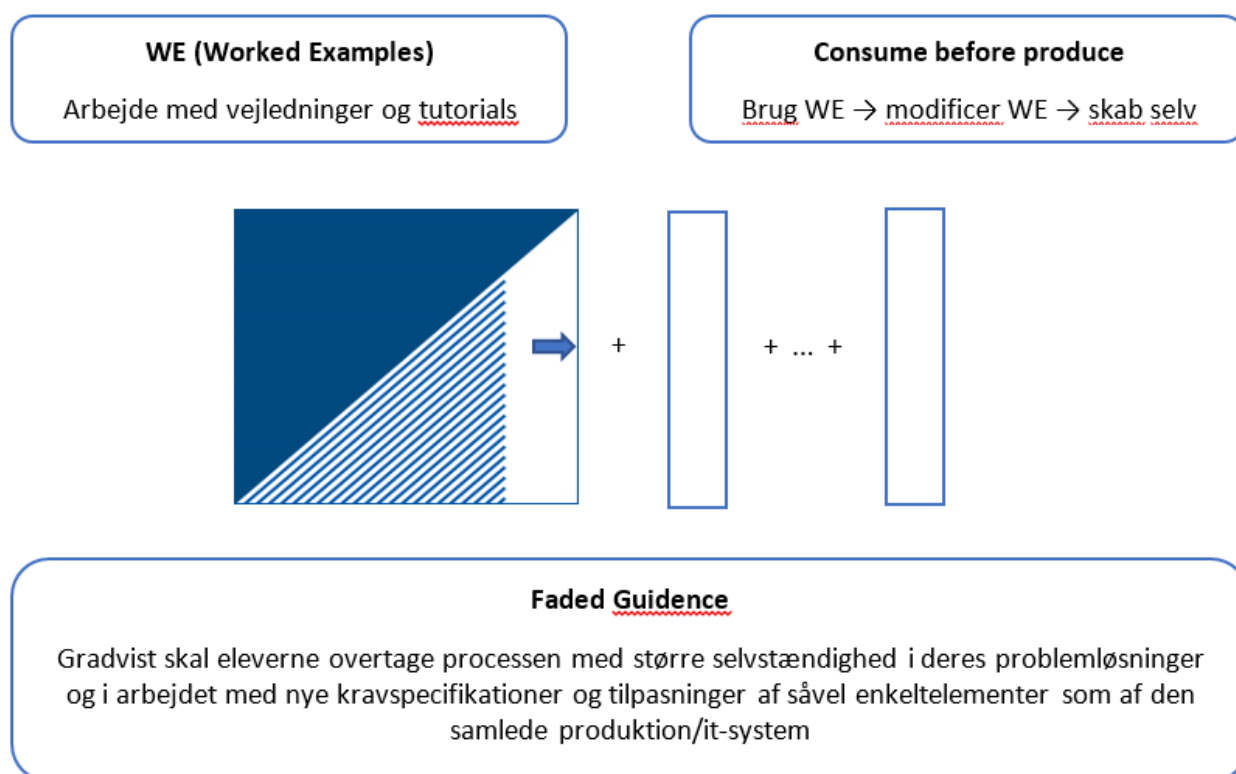 WE (Worked Examples)
Arbejde med vejledninger og tutorials
Consume before produce
Brug WE → modificer WE → skab selv
+
+ ... +
Faded Guidence
Gradvist skal eleverne overtage processen med større selvstændighed i deres problemløsninger
og i arbejdet med nye kravspecifikationer og tilpasninger af såvel enkeltelementer som af den
samlede produktion/it-system